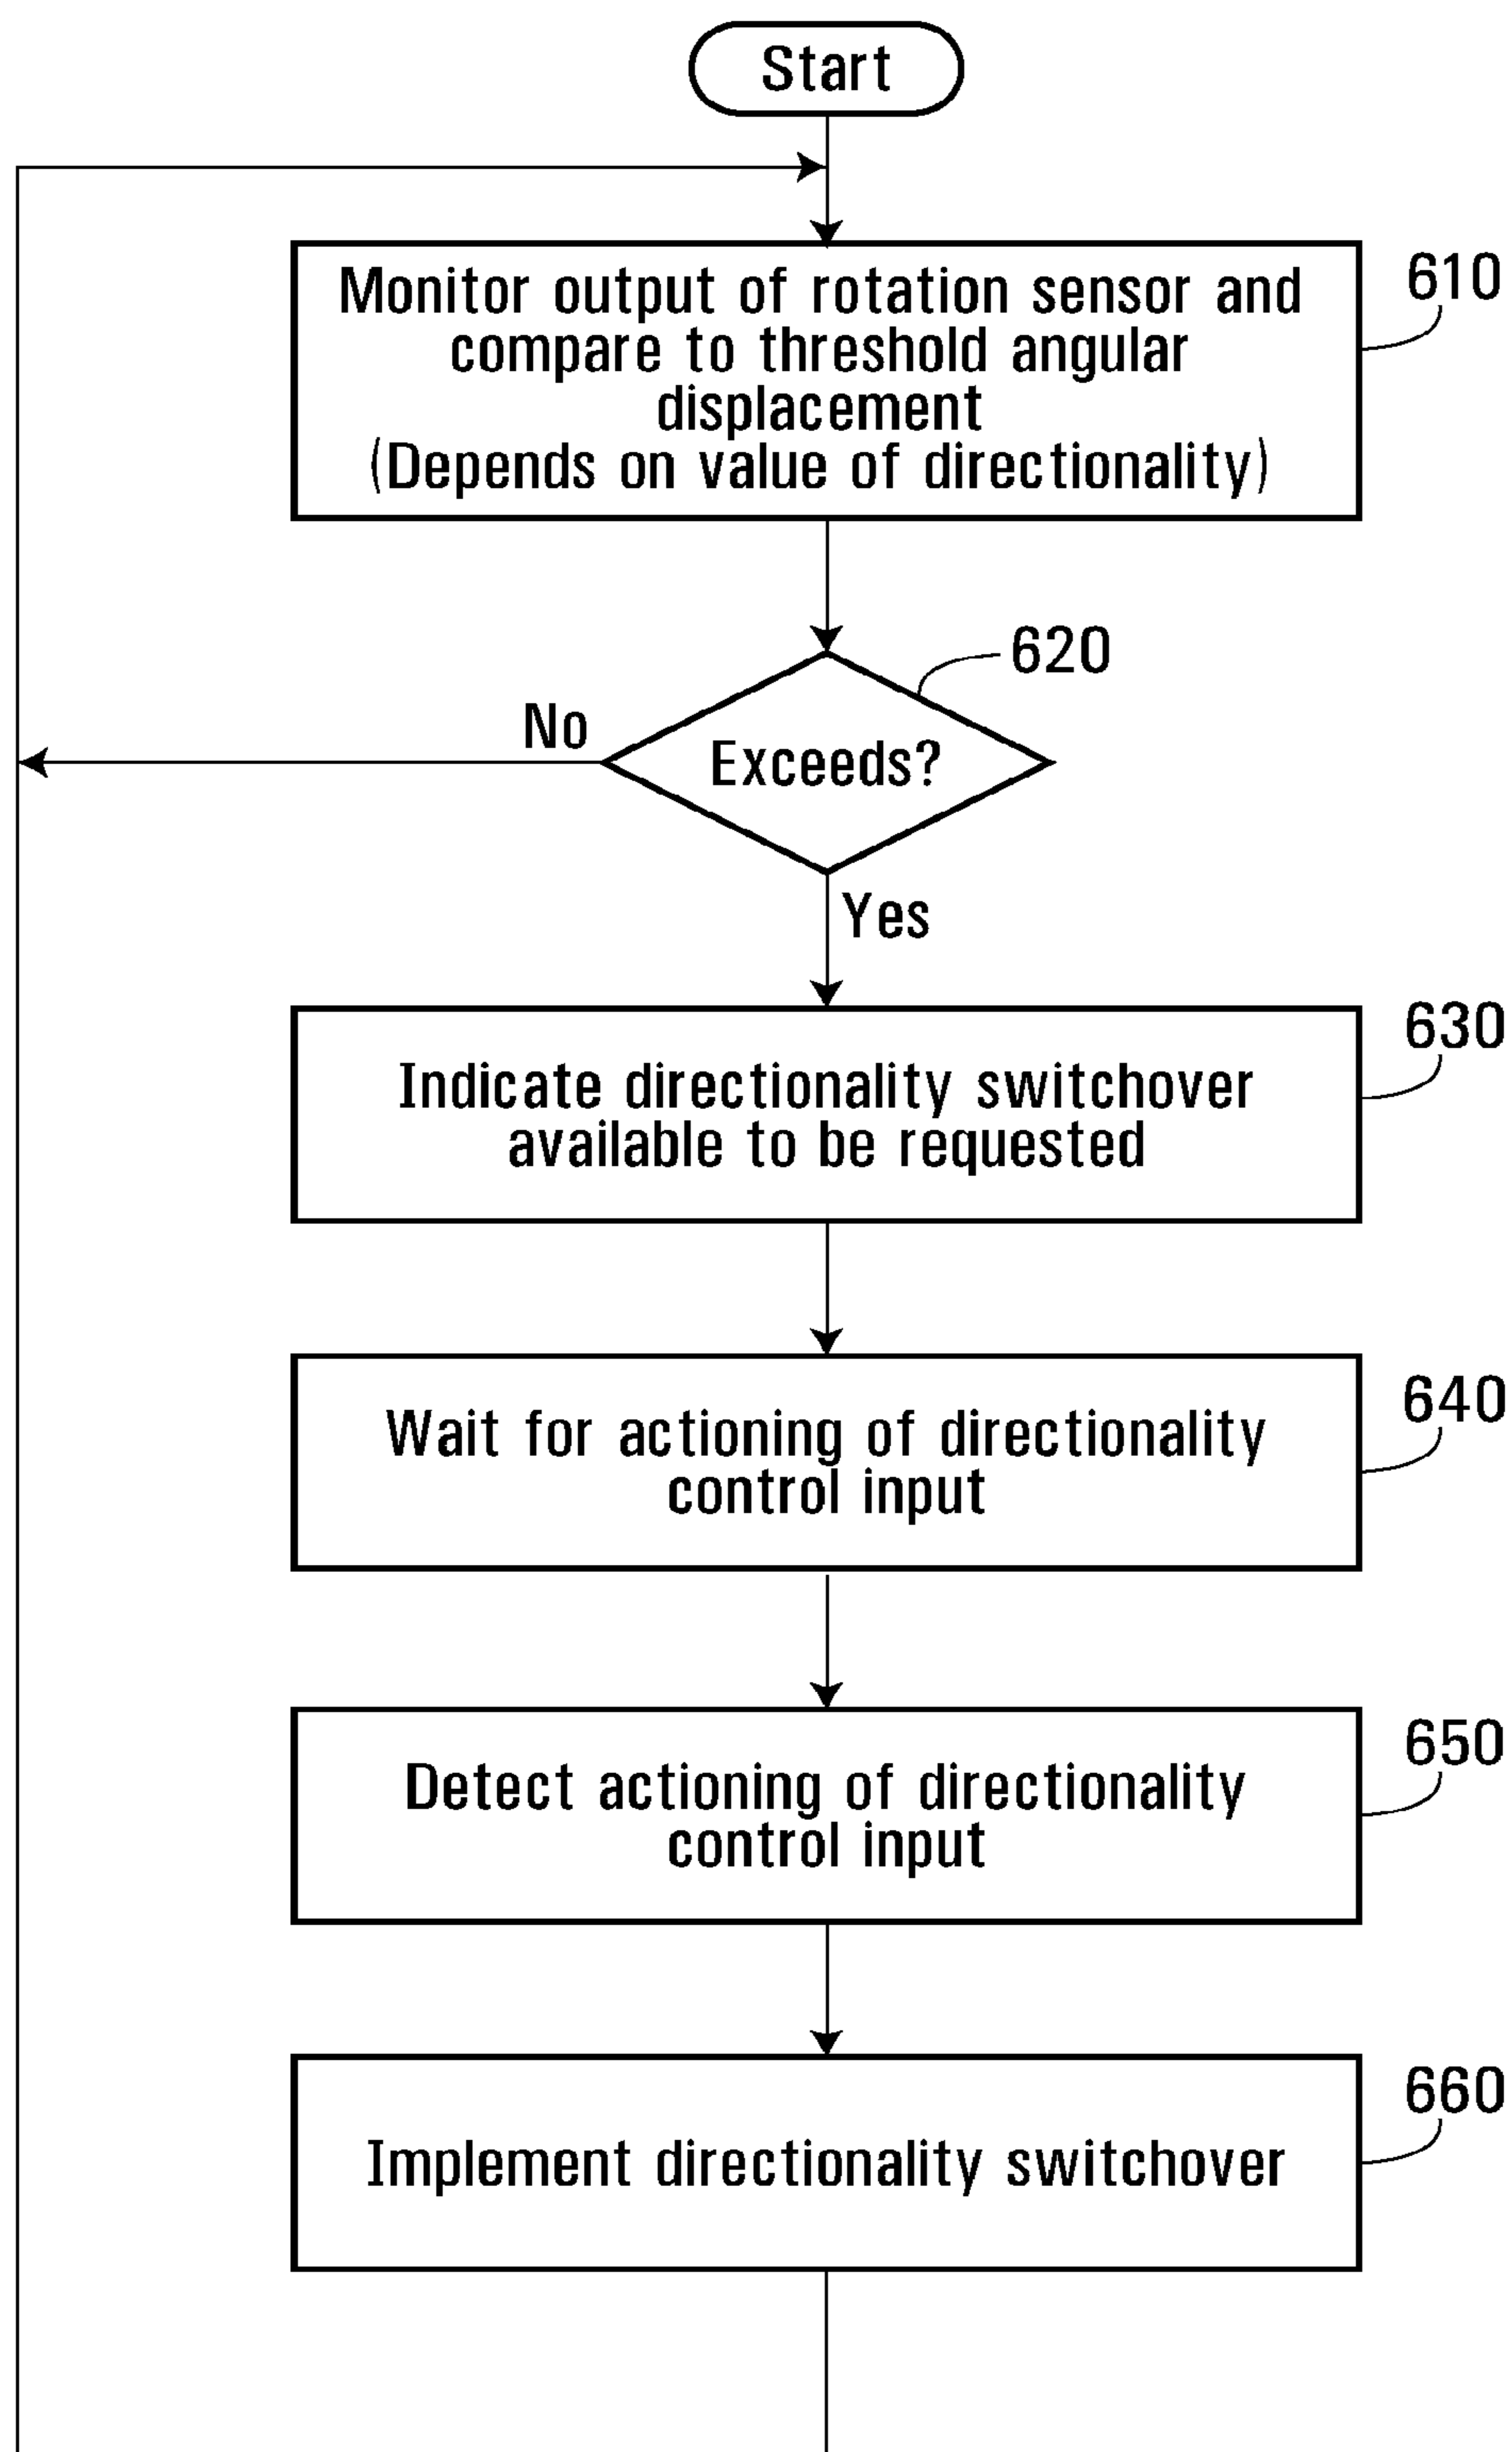 Start
Monitor output of rotation sensor and
compare to threshold angular
displacement
(Depends on value of directionality)
610
620
No
Exceeds?
Yes
630
Indicate directionality switchover
available to be requested
640
Wait for actioning of directionality
control input
650
Detect actioning of directionality
control input
660
Implement directionality switchover